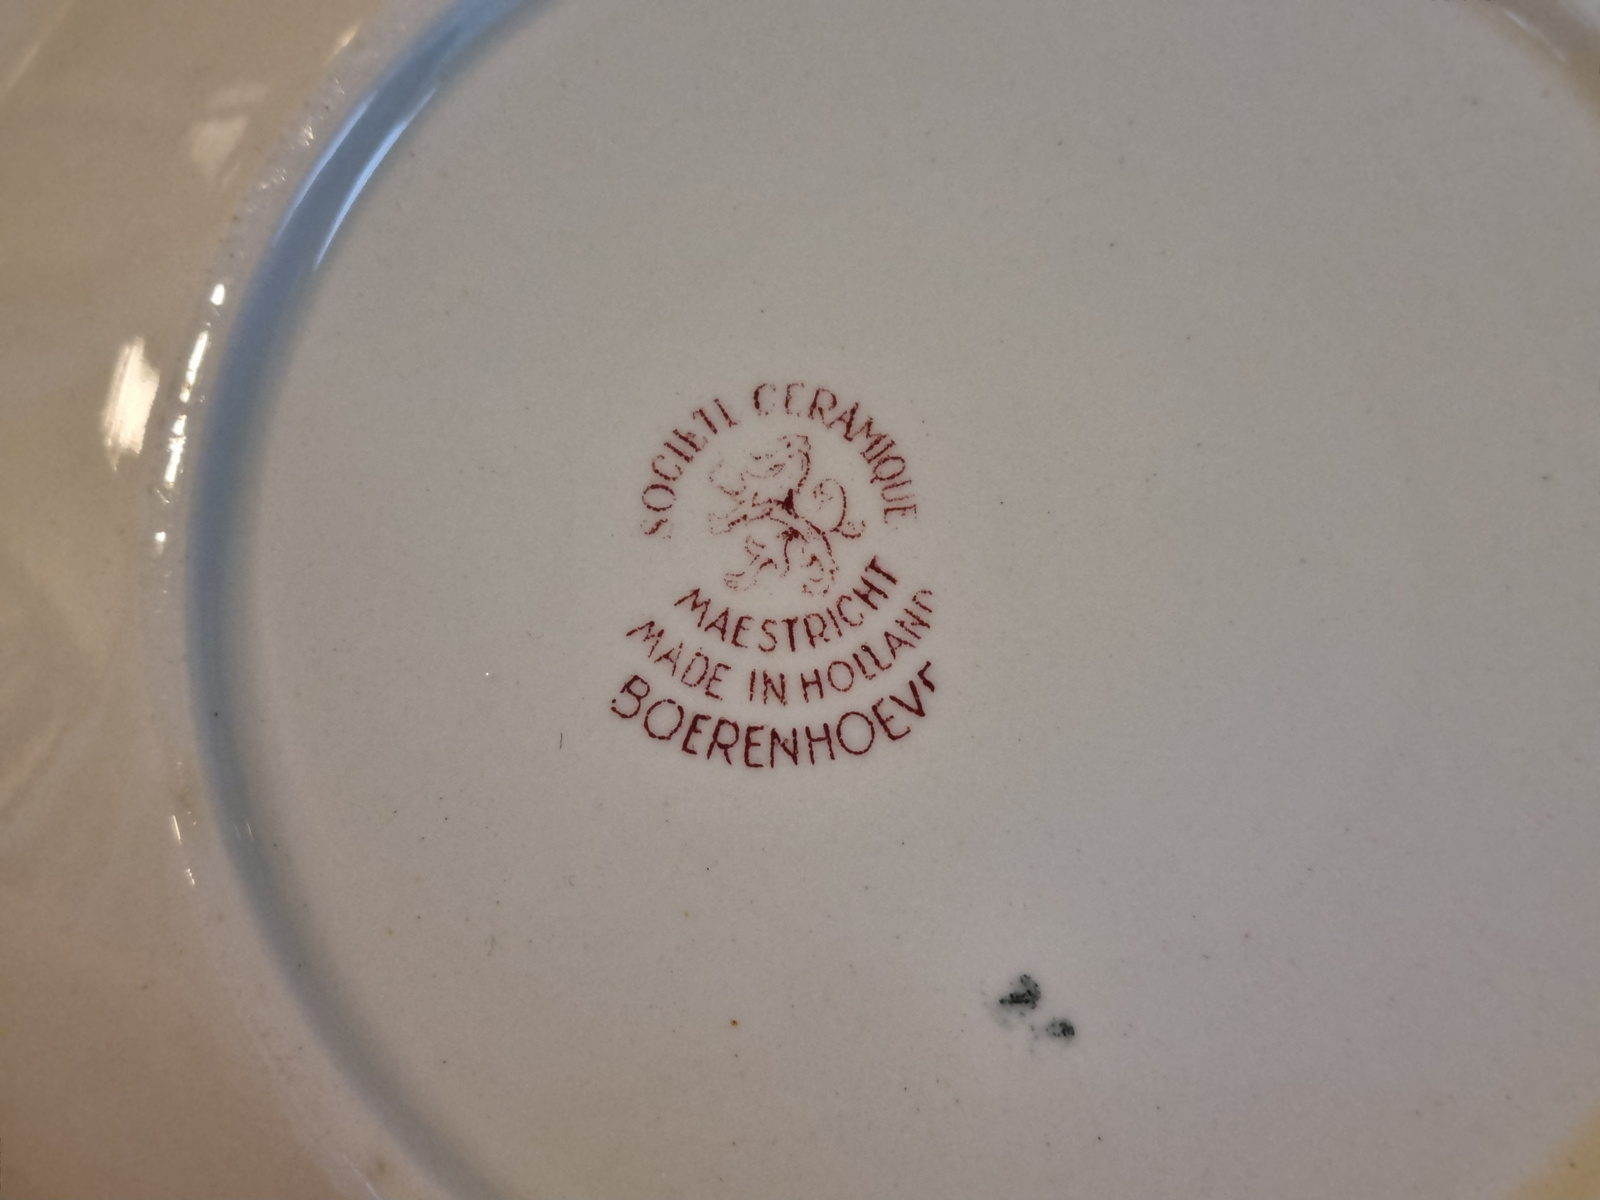 SOCIETE CERAMIQUE
MAESTRICHT
MADE IN HOLLAND
BOERENHOEVE